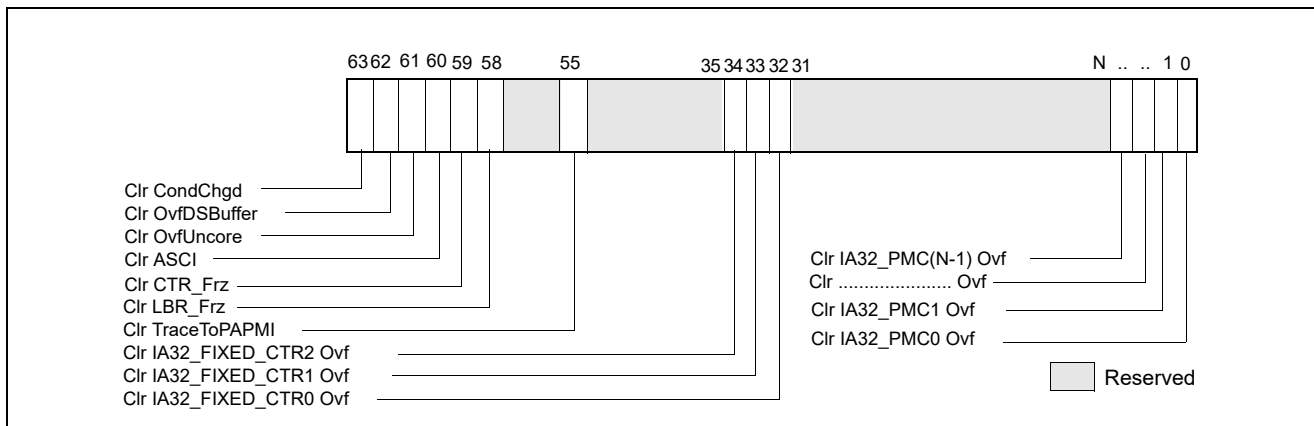 6362 61 60 59 58 55 35 34 33 32 31 N .. .. 1 0
Clr CondChgd
Clr OvfDSBuffer
Clr OvfUncore
Clr ASCI
Clr CTR_Frz
Clr LBR_Frz
Clr TraceToPAPMI
Clr IA32_FIXED_CTR2 Ovf
Clr IA32_FIXED_CTR1 Ovf
Clr IA32_FIXED_CTR0 Ovf
Clr IA32_PMC(N-1) Ovf
Clr ...................... Ovf
Clr IA32_PMC1 Ovf
Clr IA32_PMC0 Ovf
Reserved